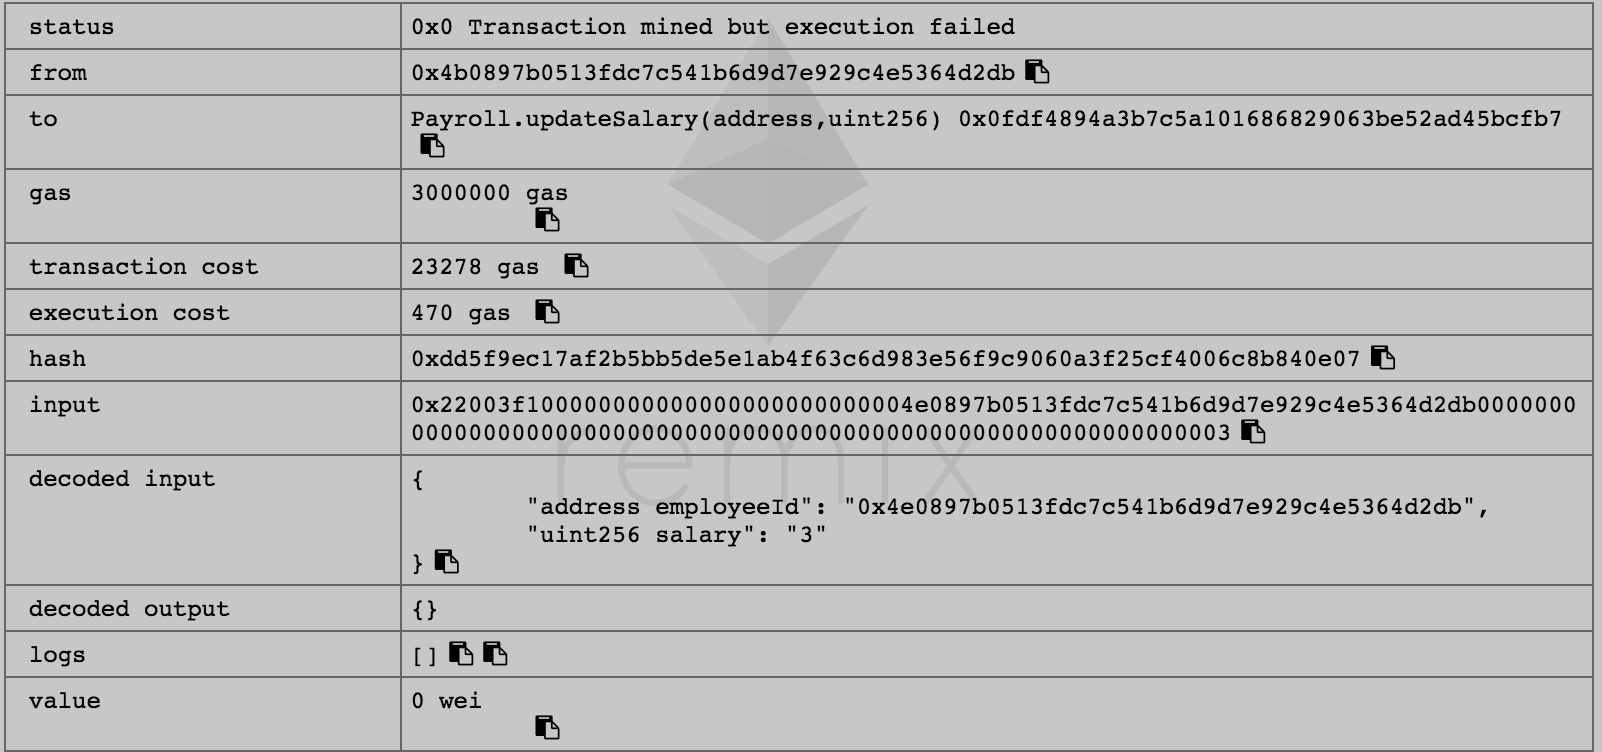 status
0x0 Transaction mined but execution failed
from
0x4b0897b0513fdc7c541b6d9d7e929c4e5364d2db
to
Payroll.updateSalary(address,uint256) 0x0fdf4894a3b7c5a101686829063be52ad45bcfb7
gas
3000000 gas
transaction cost
23278 gas
execution cost
470 gas
hash
0xdd5f9ec17af2b5bb5de5e1ab4f63c6d983e56f9c9060a3f25cf4006c8b840e07
input
0x22003f100000000000000000000000004e0897b0513fdc7c541b6d9d7e929c4e5364d2db0000000
000000000000000000000000000000000000000000000000000000003
remix
decoded input
{
"address employeeId": "0x4e0897b0513fdc7c541b6d9d7e929c4e5364d2db",
"uint256 salary": "3"
}
decoded output
{}
logs
[]
value
0 wei